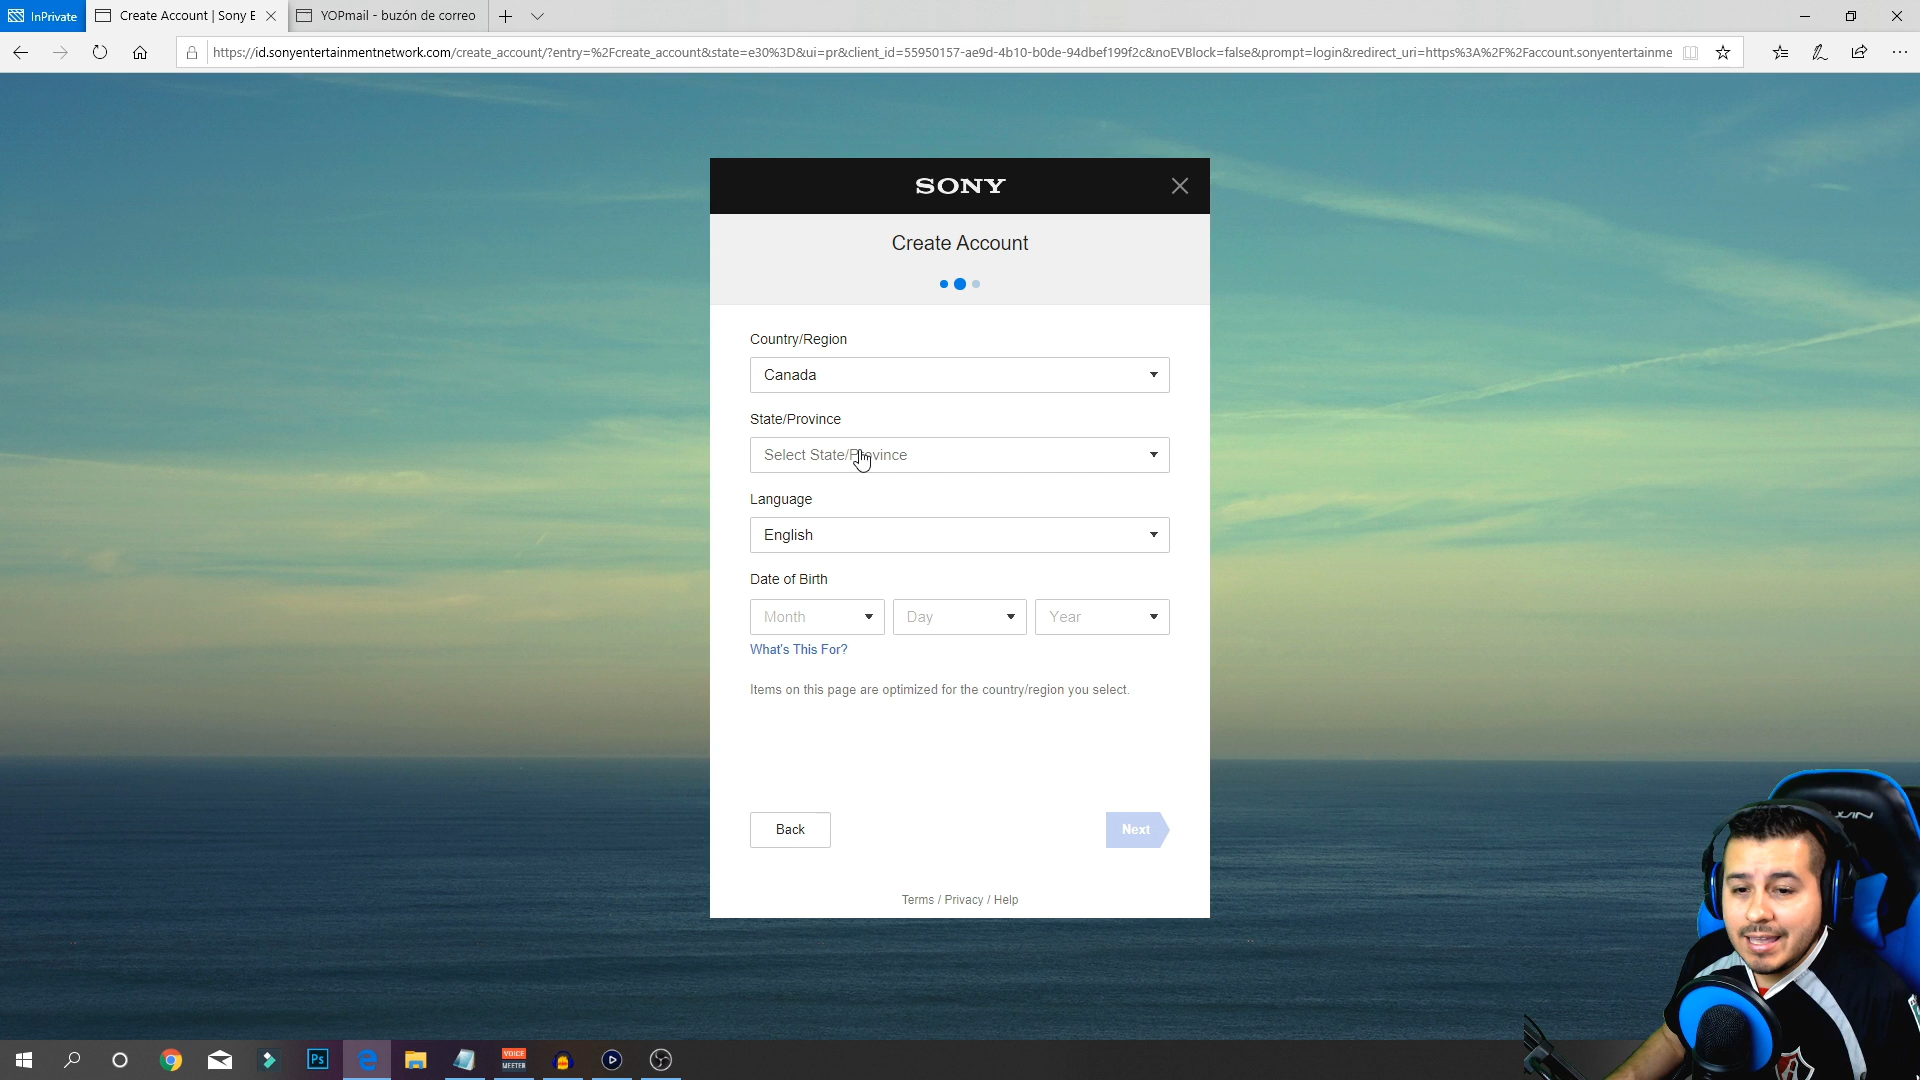 InPrivate
Create Account | Sony E
YOPmail - buzón de correo
https://id.sonyentertainmentnetwork.com/create_account/?entry=%2Fcreate_account&state=e30%3D&ui=pr&client_id=55950157-ae9d-4b10-b0de-94dbef199f2c&noEVBlock=false&prompt=login&redirect_uri=https%3A%2F%2Faccount.sonyentertainme
SONY
Create Account
Country/Region
Canada
State/Province
Select State/Province
Language
English
Date of Birth
Month
Day
Year
What's This For?
Items on this page are optimized for the country/region you select.
Back
Next
Terms / Privacy / Help
Ps
VOICE
MEETER